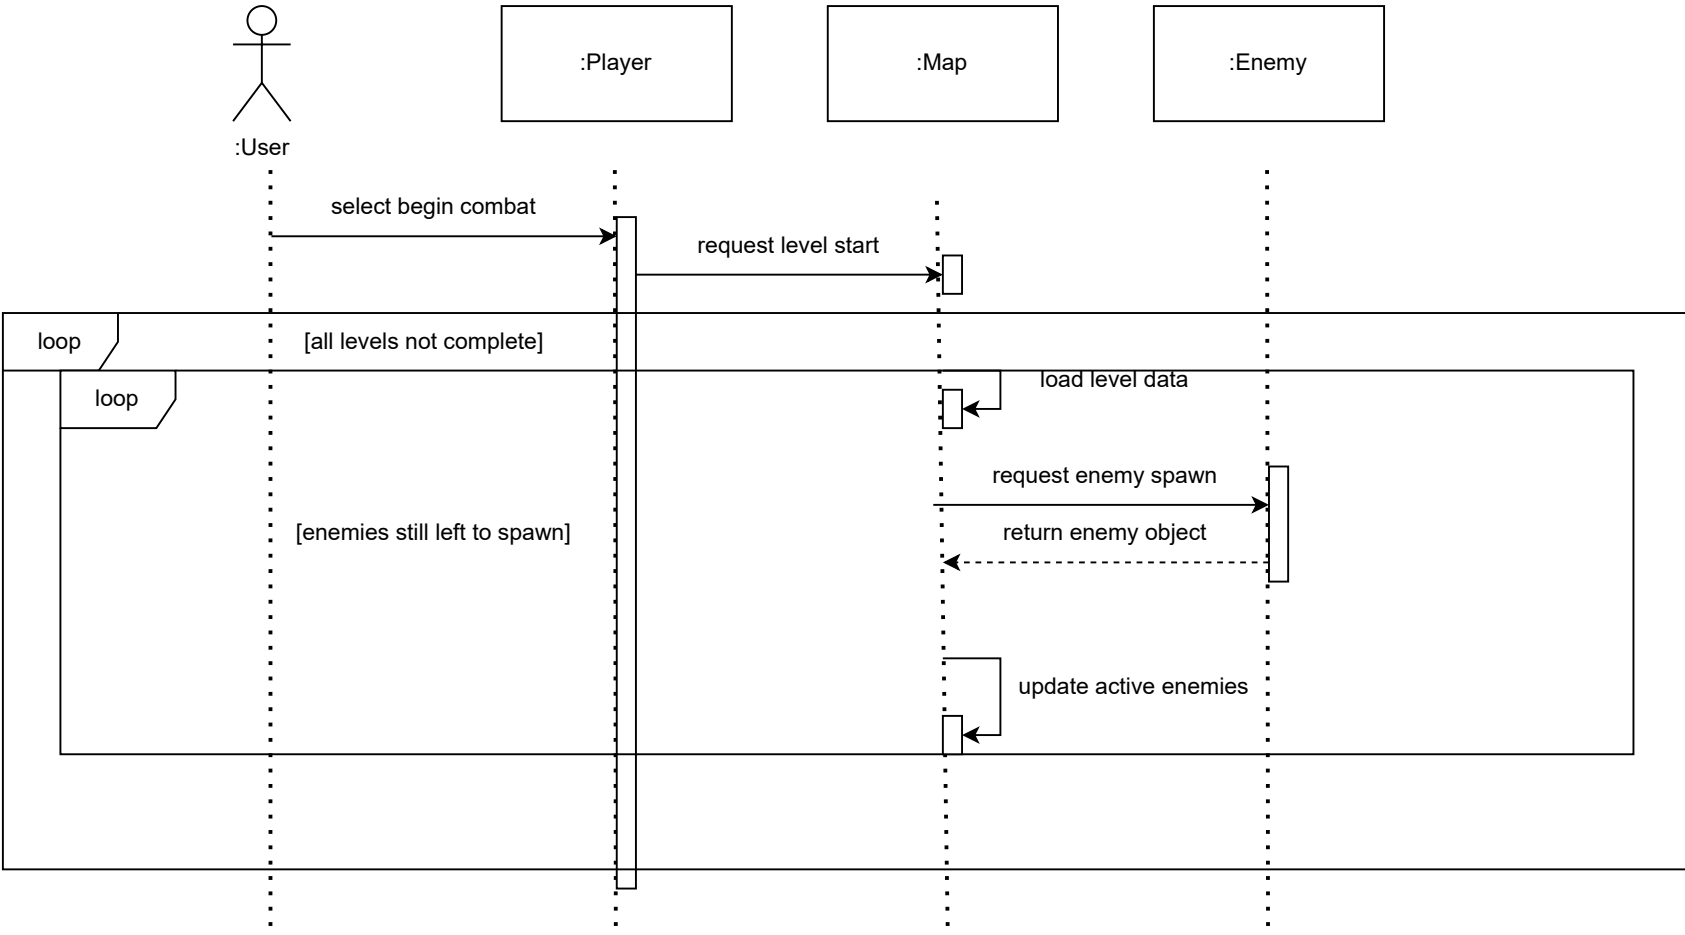 :User
:Player
:Map
:Enemy
select begin combat
request level start
loop
[all levels not complete]
loop
load level data
request enemy spawn
[enemies still left to spawn]
return enemy object
update active enemies